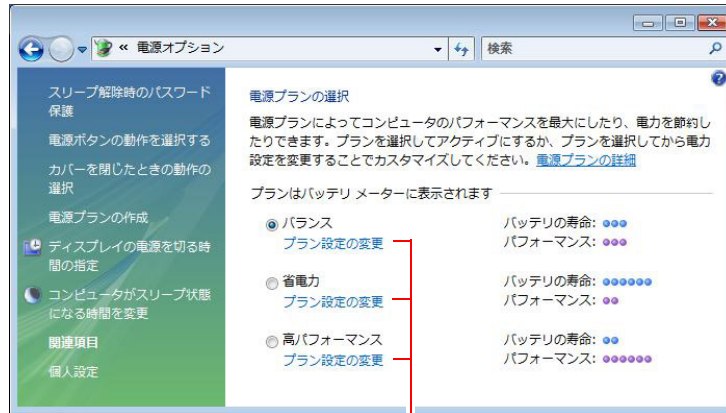 « 電源オプション
検索
スリープ解除時のパスワード
保護
電源ボタンの動作を選択する
カバーを閉じたときの動作の
選択
電源プランの作成
ディスプレイの電源を切る時
間の指定
コンピュータがスリープ状態
になる時間を変更
関連項目
個人設定
電源プランの選択
電源プランによってコンピュータのパフォーマンスを最大にしたり、電力を節約し
たりできます。プランを選択してアクティブにするか、プランを選択してから電力
設定を変更することでカスタマイズしてください。電源プランの詳細
プランはバッテリ メーターに表示されます
バランス
プラン設定の変更
バッテリの寿命:
パフォーマンス:
省電力
プラン設定の変更
バッテリの寿命:
パフォーマンス:
高パフォーマンス
プラン設定の変更
バッテリの寿命:
パフォーマンス: